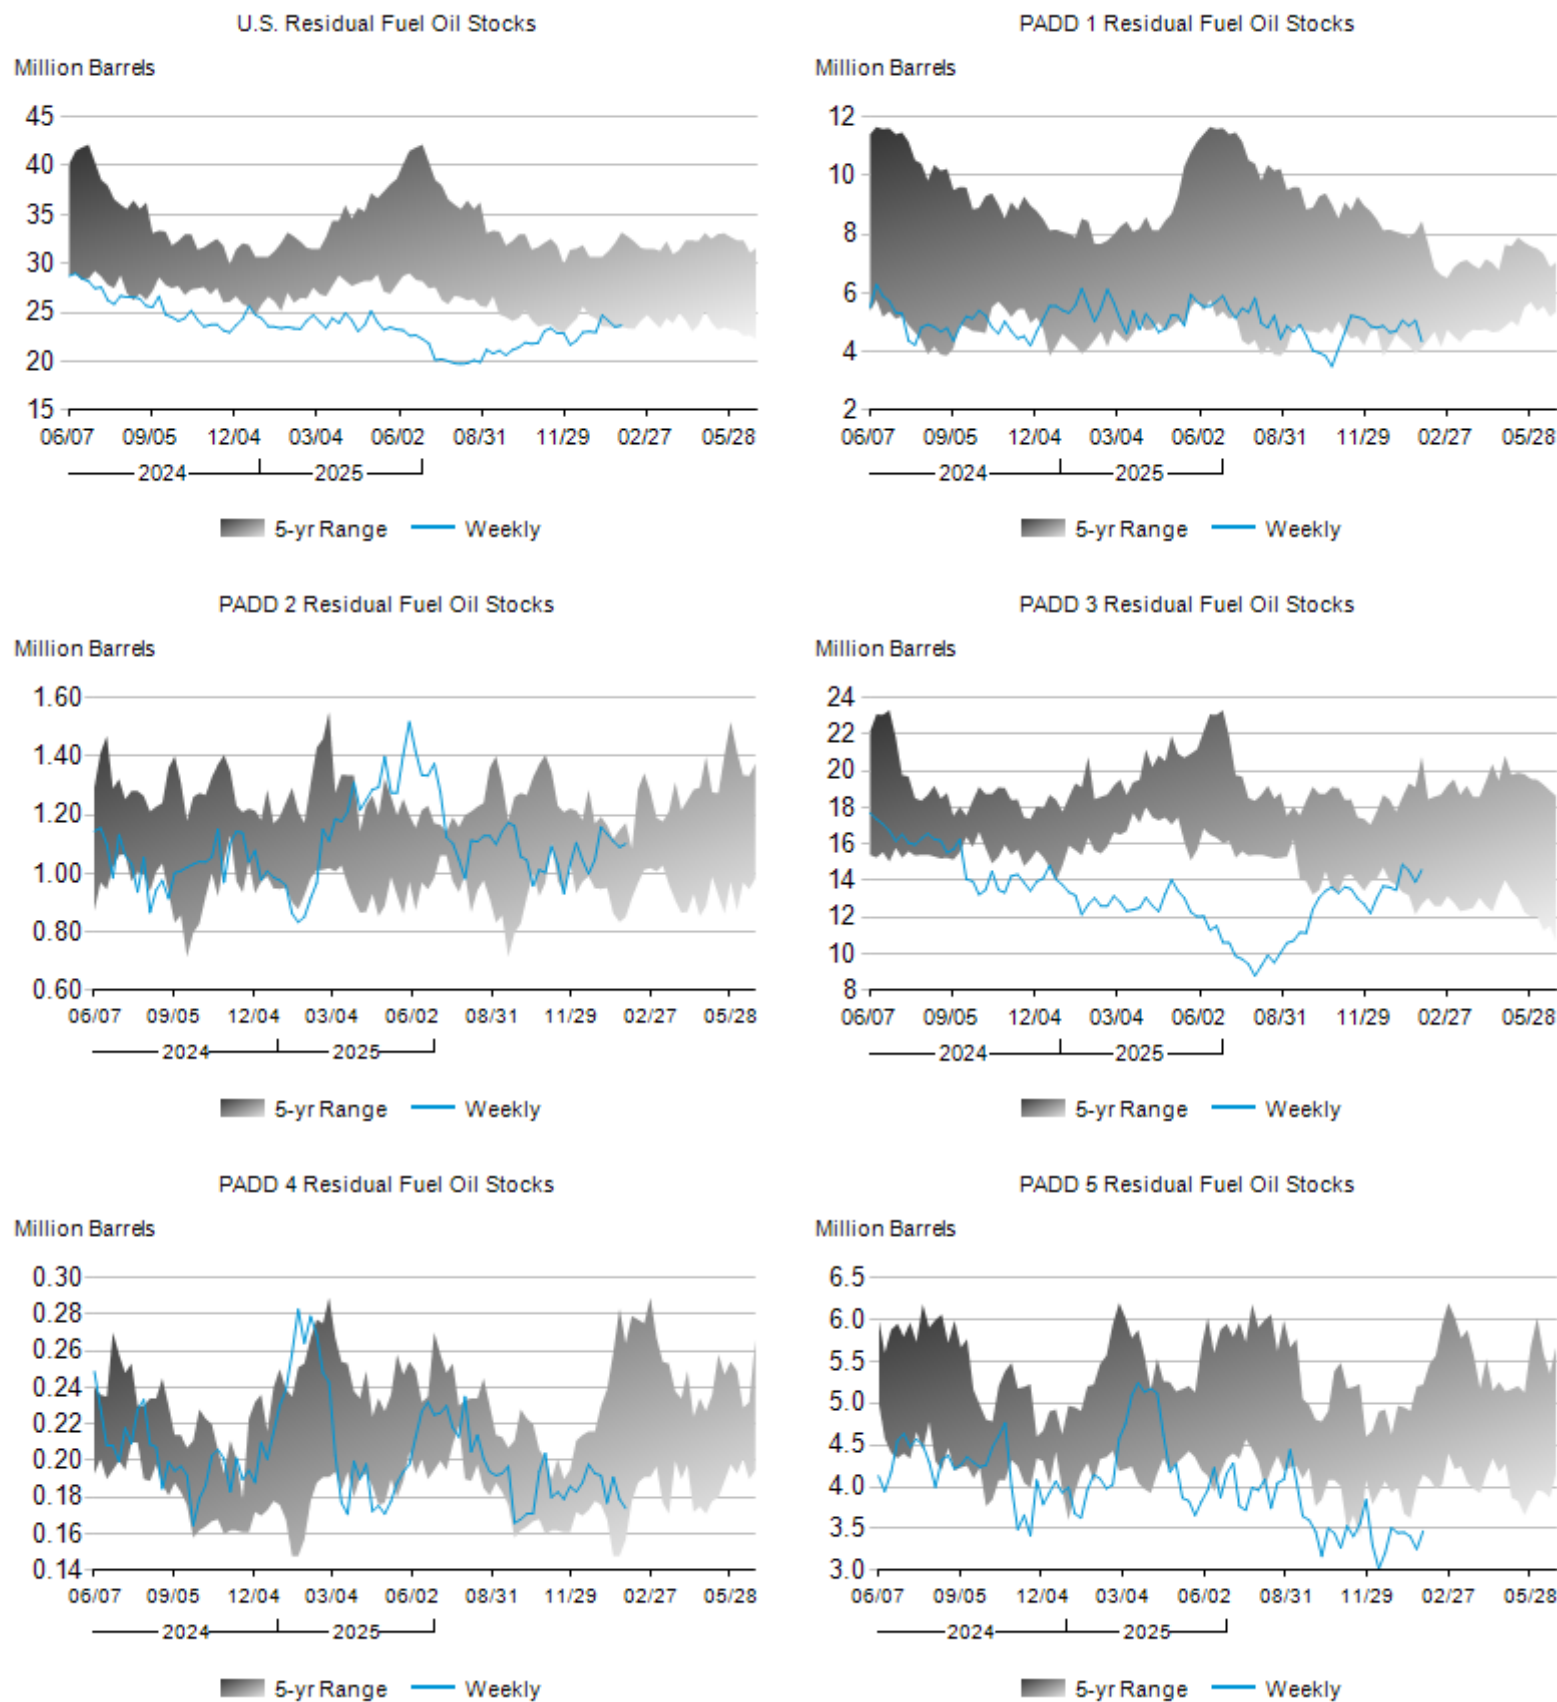 U.S. Residual Fuel Oil Stocks
Million Barrels
45
40
35
30
25
20
15
06/07 09/05 12/04 03/04 06/02 08/31 11/29 02/27 05/28
2024 2025
5-yr Range Weekly
PADD 1 Residual Fuel Oil Stocks
Million Barrels
12
10
8
6
4
2
06/07 09/05 12/04 03/04 06/02 08/31 11/29 02/27 05/28
2024 2025
5-yr Range Weekly
PADD 2 Residual Fuel Oil Stocks
Million Barrels
1.60
1.40
1.20
1.00
0.80
0.60
06/07 09/05 12/04 03/04 06/02 08/31 11/29 02/27 05/28
2024 2025
5-yr Range Weekly
PADD 3 Residual Fuel Oil Stocks
Million Barrels
24
22
20
18
16
14
12
10
8
06/07 09/05 12/04 03/04 06/02 08/31 11/29 02/27 05/28
2024 2025
5-yr Range Weekly
PADD 4 Residual Fuel Oil Stocks
Million Barrels
0.30
0.28
0.26
0.24
0.22
0.20
0.18
0.16
0.14
06/07 09/05 12/04 03/04 06/02 08/31 11/29 02/27 05/28
2024 2025
5-yr Range Weekly
PADD 5 Residual Fuel Oil Stocks
Million Barrels
6.5
6.0
5.5
5.0
4.5
4.0
3.5
3.0
06/07 09/05 12/04 03/04 06/02 08/31 11/29 02/27 05/28
2024 2025
5-yr Range Weekly